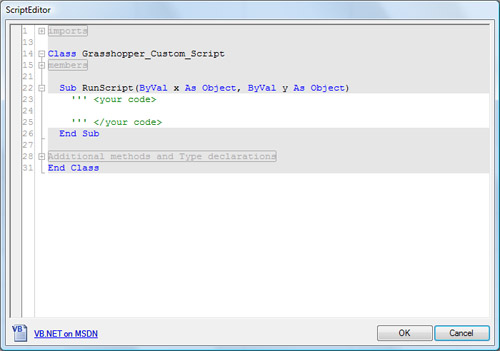 ScriptEditor
1 imports
13
14 Class Grasshopper_Custom_Script
15 members
21
22 Sub RunScript(ByVal x As Object, ByVal y As Object)
23 ''' <your code>
24
25 ''' </your code>
26 End Sub
27
28 Additional methods and Type declarations
31 End Class
VB VB.NET on MSDN OK Cancel